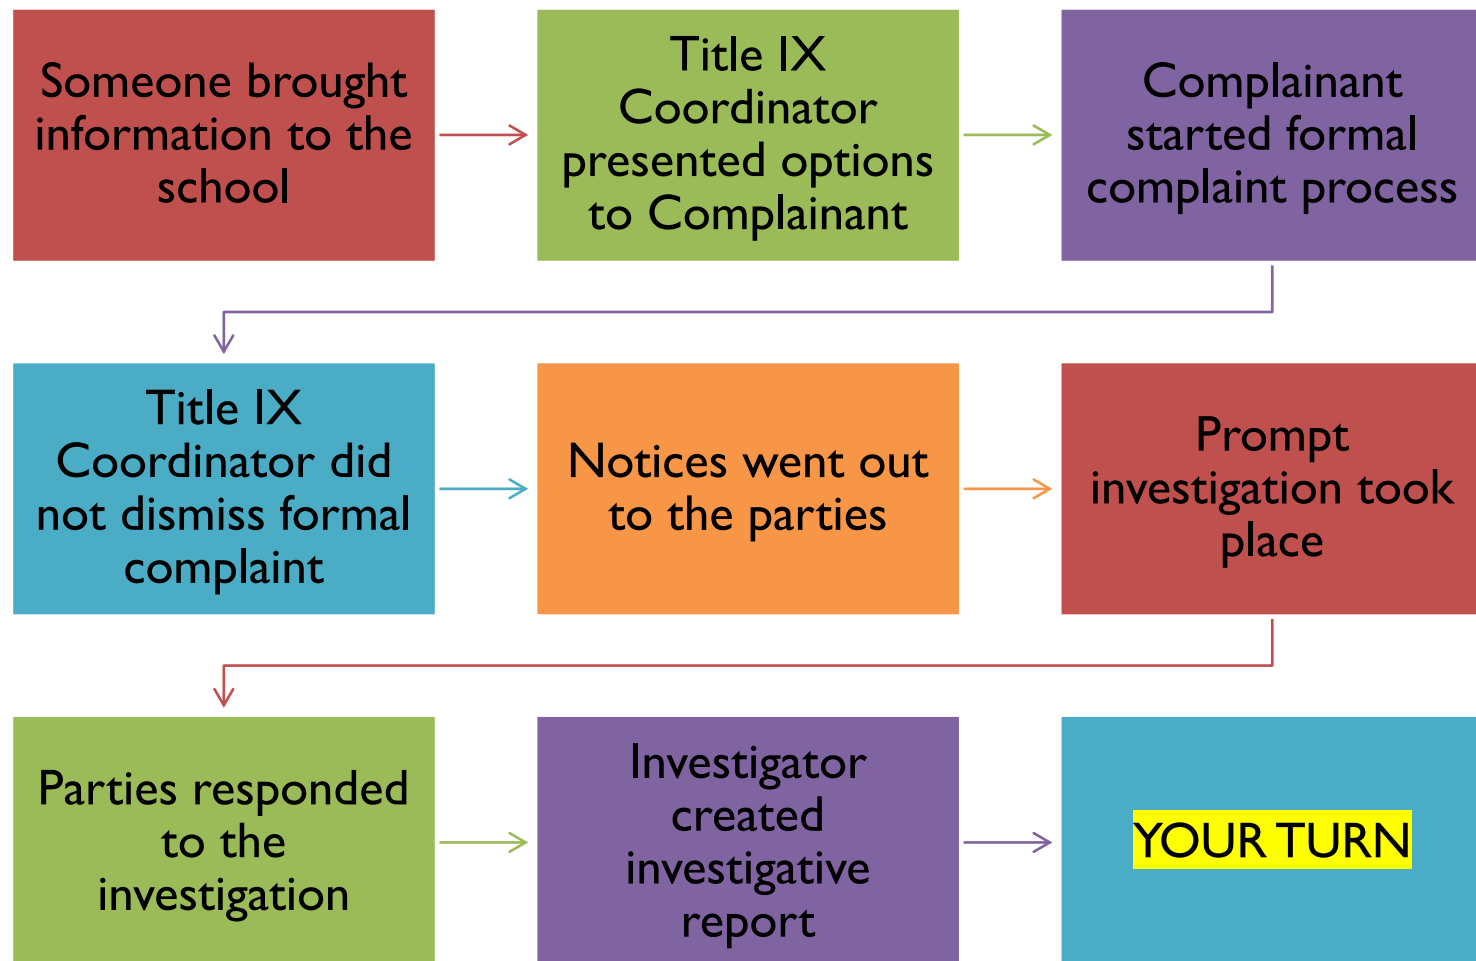 Someone brought
information to the
school
Title IX
Coordinator
presented options
to Complainant
Complainant
started formal
complaint process
Title IX
Coordinator did
not dismiss formal
complaint
Notices went out
to the parties
Prompt
investigation took
place
Parties responded
to the
investigation
Investigator
created
investigative
report
YOUR TURN